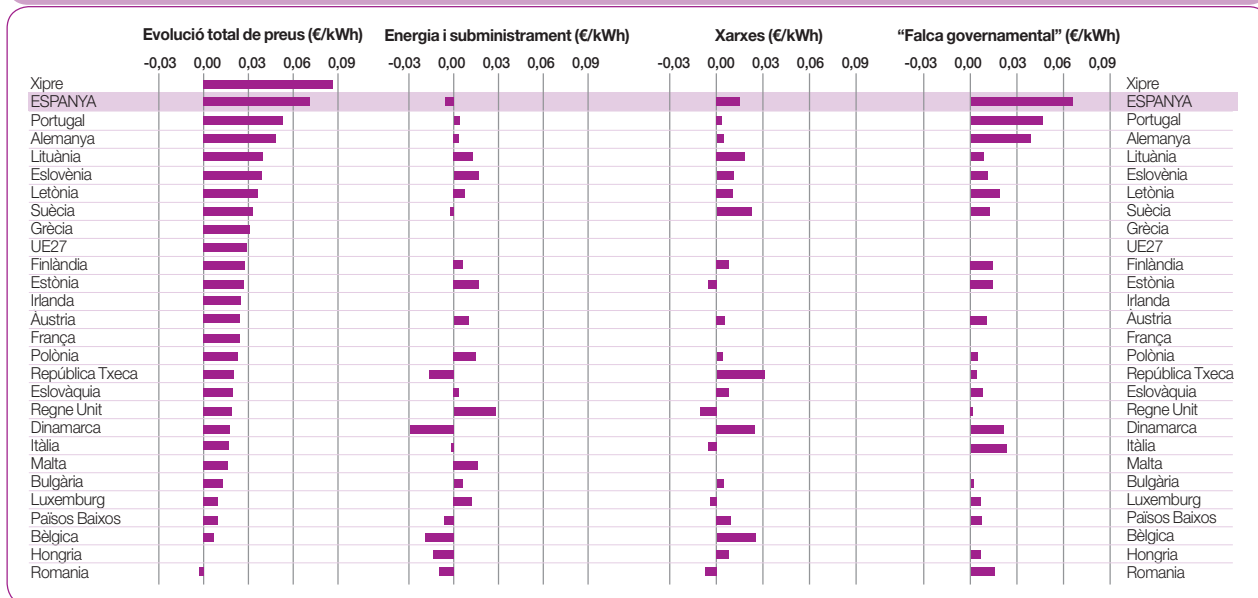 Evolució total de preus (€/kWh) Energia i subministrament (€/kWh) Xarxes (€/kWh) “Falca governamental” (€/kWh)
-0,03 0,00 0,03 0,06 0,09 -0,03 0,00 0,03 0,06 0,09 -0,03 0,00 0,03 0,06 0,09 -0,03 0,00 0,03 0,06 0,09
Xipre Xipre
ESPANYA ESPANYA
Portugal Portugal
Alemanya Alemanya
Lituània Lituània
Eslovènia Eslovènia
Letònia Letònia
Suècia Suècia
Grècia Grècia
UE27 UE27
Finlàndia Finlàndia
Estònia Estònia
Irlanda Irlanda
Àustria Àustria
França França
Polònia Polònia
República Txeca República Txeca
Eslovàquia Eslovàquia
Regne Unit Regne Unit
Dinamarca Dinamarca
Itàlia Itàlia
Malta Malta
Bulgària Bulgària
Luxemburg Luxemburg
Països Baixos Països Baixos
Bèlgica Bèlgica
Hongria Hongria
Romania Romania